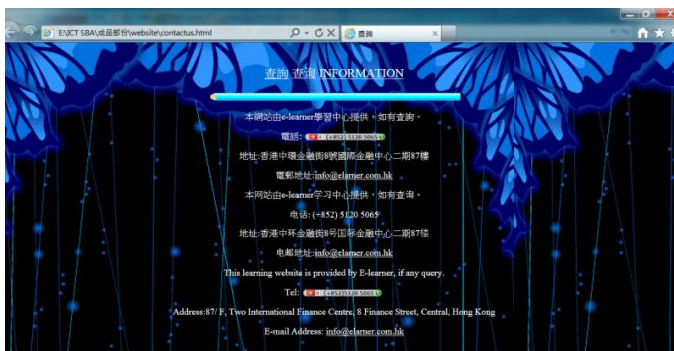 E:\ICT SBA\成品部份\website\contactus.html
查詢
查詢 查询 INFORMATION
本網站由e-learner學習中心提供。如有查詢。
電話: +: (+852) 5120 5065
地址:香港中環金融街8號國際金融中心二期87樓
電郵地址:info@elarner.com.hk
本网站由e-learner学习中心提供。如有查询。
电话: (+852) 5120 5065
地址:香港中环金融街8号国际金融中心二期87楼
电邮地址:info@elarner.com.hk
This learning website is provided by E-learner, if any query.
Tel: +: (+852)5120 5065
Address:87/ F, Two International Finance Centre, 8 Finance Street, Central, Hong Kong
E-mail Address: info@elarner.com.hk